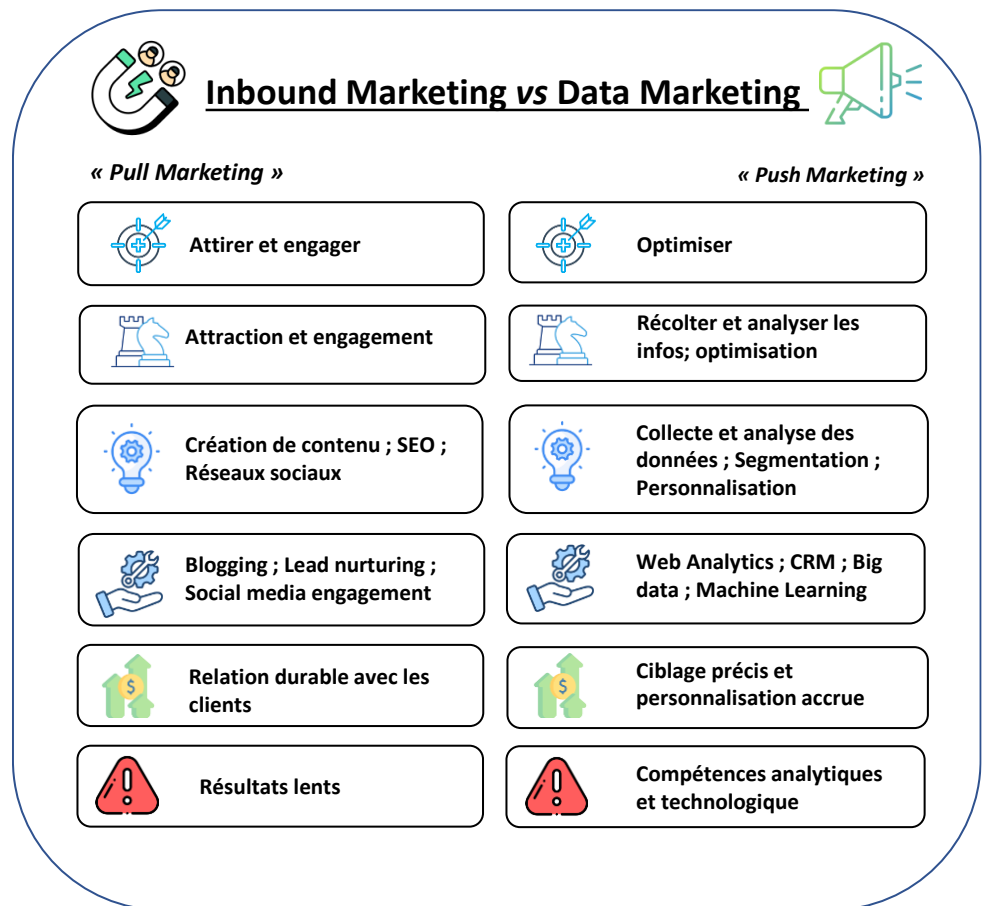 Inbound Marketing vs Data Marketing
« Pull Marketing »
« Push Marketing »
Attirer et engager
Optimiser
Attraction et engagement
Récolter et analyser les
infos; optimisation
Création de contenu ; SEO ;
Réseaux sociaux
Collecte et analyse des
données ; Segmentation ;
Personnalisation
Blogging ; Lead nurturing ;
Social media engagement
Web Analytics ; CRM ; Big
data ; Machine Learning
Relation durable avec les
clients
Ciblage précis et
personnalisation accrue
Résultats lents
Compétences analytiques
et technologique